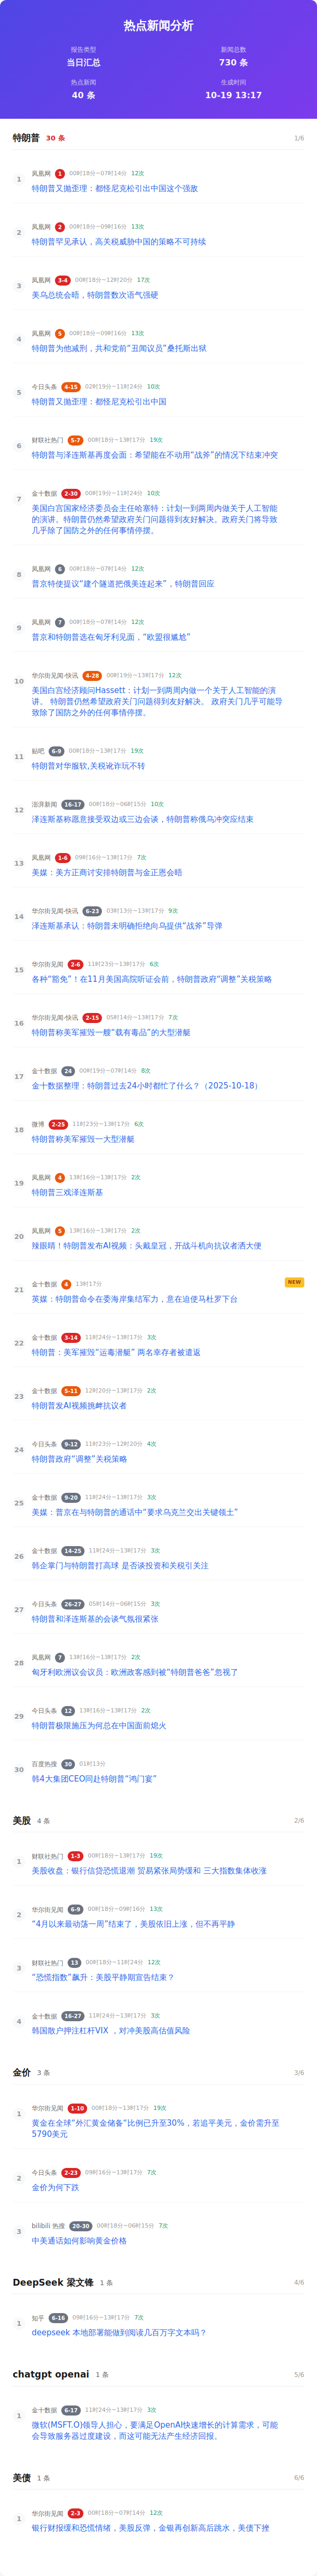 热点新闻分析
报告类型
当日汇总
新闻总数
730 条
热点新闻
40 条
生成时间
10-19 13:17
特朗普 30 条 1/6
1 凤凰网 1 00时18分~07时14分 12次
特朗普又抛歪理：都怪尼克松引出中国这个强敌
2 凤凰网 2 00时18分~09时16分 13次
特朗普罕见承认，高关税威胁中国的策略不可持续
3 凤凰网 3-4 00时18分~12时20分 17次
美乌总统会晤，特朗普数次语气强硬
4 凤凰网 5 00时18分~09时16分 13次
特朗普为他减刑，共和党前“丑闻议员”桑托斯出狱
5 今日头条 4-15 02时19分~11时24分 10次
特朗普又抛歪理：都怪尼克松引出中国
6 财联社热门 5-7 00时18分~13时17分 19次
特朗普与泽连斯基再度会面：希望能在不动用“战斧”的情况下结束冲突
7 金十数据 2-30 00时19分~11时24分 10次
美国白宫国家经济委员会主任哈塞特：计划一到两周内做关于人工智能
的演讲。特朗普仍然希望政府关门问题得到友好解决。政府关门将导致
几乎除了国防之外的任何事情停摆。
8 凤凰网 6 00时18分~07时14分 12次
普京特使提议“建个隧道把俄美连起来”，特朗普回应
9 凤凰网 7 00时18分~07时14分 12次
普京和特朗普选在匈牙利见面，“欧盟很尴尬”
10 华尔街见闻-快讯 4-28 00时19分~13时17分 12次
美国白宫经济顾问Hassett：计划一到两周内做一个关于人工智能的演
讲。 特朗普仍然希望政府关门问题得到友好解决。 政府关门几乎可能导
致除了国防之外的任何事情停摆。
11 贴吧 6-9 00时18分~13时17分 19次
特朗普对华服软,关税讹诈玩不转
12 澎湃新闻 16-17 00时18分~06时15分 10次
泽连斯基称愿意接受双边或三边会谈，特朗普称俄乌冲突应结束
13 凤凰网 1-6 09时16分~13时17分 7次
美媒：美方正商讨安排特朗普与金正恩会晤
14 华尔街见闻-快讯 6-23 03时13分~13时17分 9次
泽连斯基承认：特朗普未明确拒绝向乌提供“战斧”导弹
15 华尔街见闻 2-6 11时23分~13时17分 6次
各种“豁免”！在11月美国高院听证会前，特朗普政府“调整”关税策略
16 华尔街见闻-快讯 2-15 05时14分~13时17分 7次
特朗普称美军摧毁一艘“载有毒品”的大型潜艇
17 金十数据 24 00时19分~07时14分 8次
金十数据整理：特朗普过去24小时都忙了什么？（2025-10-18）
18 微博 2-25 11时23分~13时17分 6次
特朗普称美军摧毁一大型潜艇
19 凤凰网 4 13时16分~13时17分 2次
特朗普三戏泽连斯基
20 凤凰网 5 13时16分~13时17分 2次
辣眼睛！特朗普发布AI视频：头戴皇冠，开战斗机向抗议者洒大便
21 金十数据 4 13时17分 NEW
英媒：特朗普命令在委海岸集结军力，意在迫使马杜罗下台
22 金十数据 3-14 11时24分~13时17分 3次
特朗普：美军摧毁“运毒潜艇” 两名幸存者被遣返
23 金十数据 5-11 12时20分~13时17分 2次
特朗普发AI视频挑衅抗议者
24 今日头条 9-12 11时23分~12时20分 4次
特朗普政府“调整”关税策略
25 金十数据 9-20 11时24分~13时17分 3次
美媒：普京在与特朗普的通话中“要求乌克兰交出关键领土”
26 金十数据 14-25 11时24分~13时17分 3次
韩企掌门与特朗普打高球 是否谈投资和关税引关注
27 今日头条 26-27 05时14分~06时15分 3次
特朗普和泽连斯基的会谈气氛很紧张
28 凤凰网 7 13时16分~13时17分 2次
匈牙利欧洲议会议员：欧洲政客感到被“特朗普爸爸”忽视了
29 今日头条 12 13时16分~13时17分 2次
特朗普极限施压为何总在中国面前熄火
30 百度热搜 30 01时13分
韩4大集团CEO同赴特朗普“鸿门宴”
美股 4 条 2/6
1 财联社热门 1-3 00时18分~13时17分 19次
美股收盘：银行信贷恐慌退潮 贸易紧张局势缓和 三大指数集体收涨
2 华尔街见闻 6-9 00时18分~09时16分 13次
“4月以来最动荡一周”结束了，美股依旧上涨，但不再平静
3 财联社热门 13 00时18分~11时24分 12次
“恐慌指数”飙升：美股平静期宣告结束？
4 金十数据 16-27 11时24分~13时17分 3次
韩国散户押注杠杆VIX ，对冲美股高估值风险
金价 3 条 3/6
1 华尔街见闻 1-10 00时18分~13时17分 19次
黄金在全球“外汇黄金储备”比例已升至30%，若追平美元，金价需升至
5790美元
2 今日头条 2-23 09时16分~13时17分 7次
金价为何下跌
3 bilibili 热搜 20-30 00时18分~06时15分 7次
中美通话如何影响黄金价格
DeepSeek 梁文锋 1 条 4/6
1 知乎 6-16 09时16分~13时17分 7次
deepseek 本地部署能做到阅读几百万字文本吗？
chatgpt openai 1 条 5/6
1 金十数据 6-17 11时24分~13时17分 3次
微软(MSFT.O)领导人担心，要满足OpenAI快速增长的计算需求，可能
会导致服务器过度建设，而这可能无法产生经济回报。
美债 1 条 6/6
1 华尔街见闻 2-3 00时18分~07时14分 12次
银行财报缓和恐慌情绪，美股反弹，金银再创新高后跳水，美债下挫